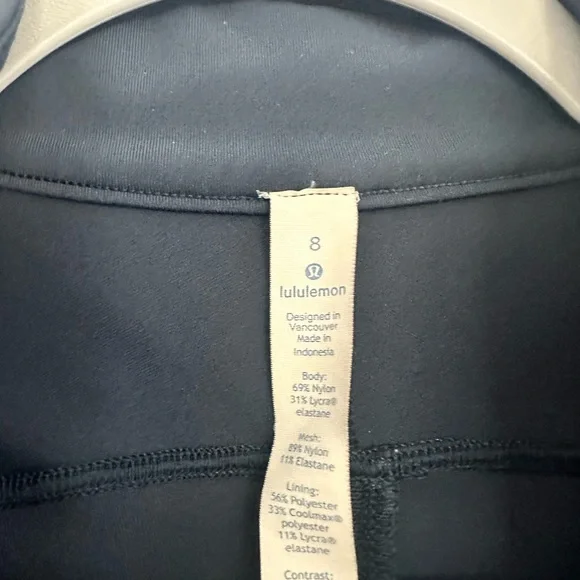 8
lululemon
Designed in
Vancouver
Made in
Indonesia
Body:
69% Nylon
31% Lycra®
elastane
Mesh:
89% Nylon
11% Elastane
Lining:
56% Polyester
33% Coolmax®
polyester
11% Lycra®
elastane
Contrast: